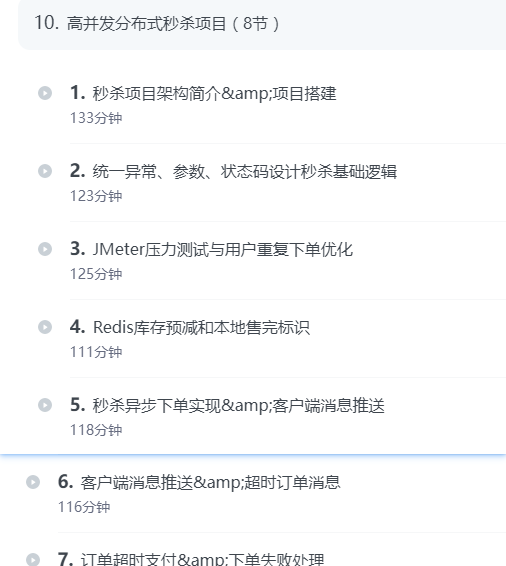 10. 高并发分布式秒杀项目（8节）
1. 秒杀项目架构简介&amp;项目搭建
133分钟
2. 统一异常、参数、状态码设计秒杀基础逻辑
123分钟
3. JMeter压力测试与用户重复下单优化
125分钟
4. Redis库存预减和本地售完标识
111分钟
5. 秒杀异步下单实现&amp;客户端消息推送
118分钟
6. 客户端消息推送&amp;超时订单消息
116分钟
7. 订单超时支付&amp;下单失败处理